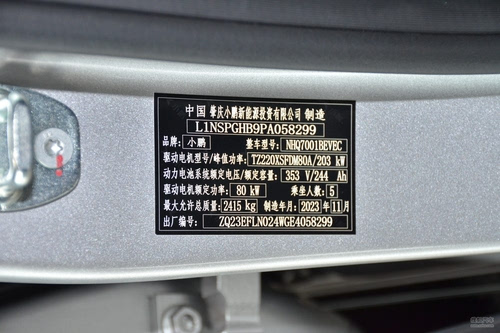 中国 肇庆小鹏新能源投资有限公司 制造
L1NSPGHB9PA058299
品牌: 小鹏 整车型号: NHQ7001BEVEC
驱动电机型号/峰值功率: TZ220XSFDM80A/203 kW
动力电池系统额定电压/额定容量: 353 V/244 Ah
驱动电机额定功率: 80 kW 乘坐人数: 5
最大允许总质量: 2415 kg 制造年月: 2023 年 11 月
出厂编号: ZQ23EFLN024WGE4058299